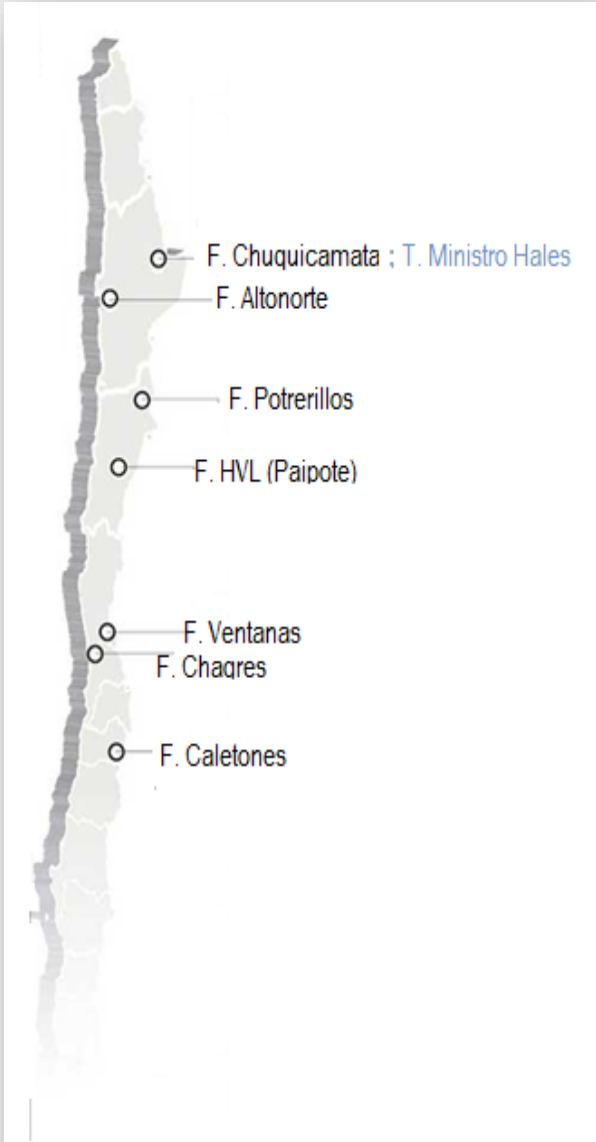 F. Chuquicamata ; T. Ministro Hales
F. Altonorte
F. Potrerillos
F. HVL (Paipote)
F. Ventanas
F. Chagres
F. Caletones